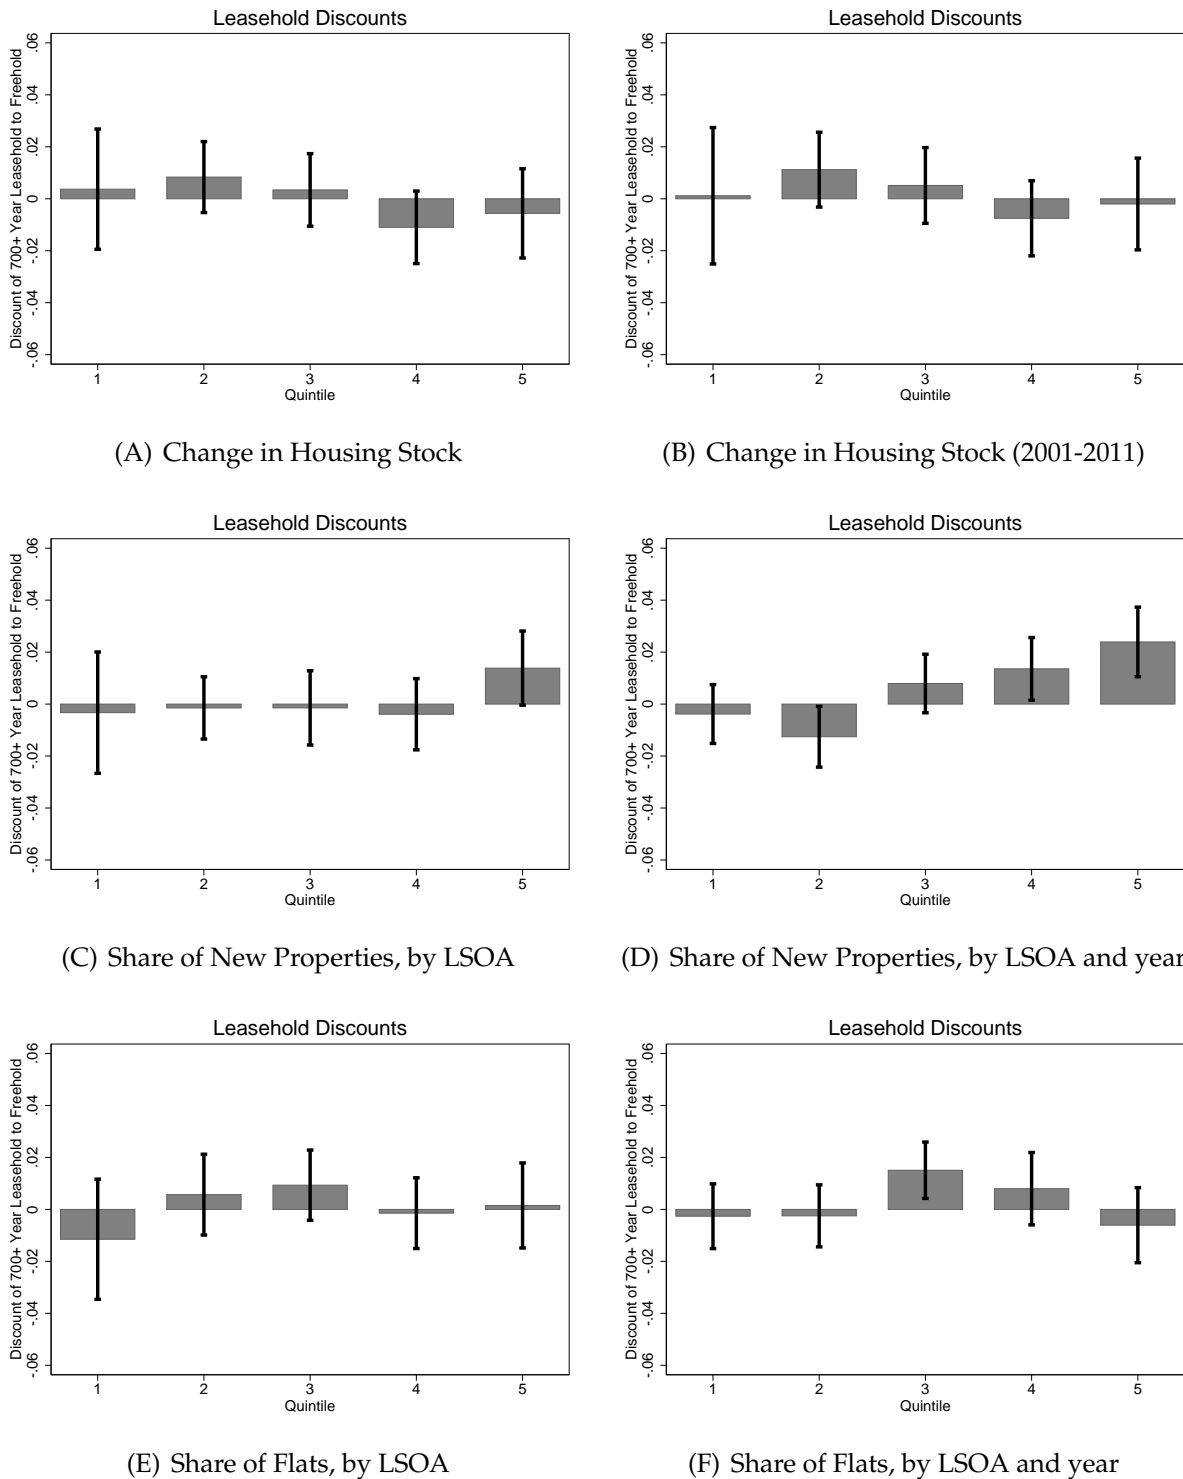 Leasehold Discounts
Discount of 700+ Year Leasehold to Freehold
.06
.04
.02
0
-.02
-.04
-.06
1 2 3 4 5
Quintile
(A) Change in Housing Stock
Leasehold Discounts
Discount of 700+ Year Leasehold to Freehold
.06
.04
.02
0
-.02
-.04
-.06
1 2 3 4 5
Quintile
(B) Change in Housing Stock (2001-2011)
Leasehold Discounts
Discount of 700+ Year Leasehold to Freehold
.06
.04
.02
0
-.02
-.04
-.06
1 2 3 4 5
Quintile
(C) Share of New Properties, by LSOA
Leasehold Discounts
Discount of 700+ Year Leasehold to Freehold
.06
.04
.02
0
-.02
-.04
-.06
1 2 3 4 5
Quintile
(D) Share of New Properties, by LSOA and year
Leasehold Discounts
Discount of 700+ Year Leasehold to Freehold
.06
.04
.02
0
-.02
-.04
-.06
1 2 3 4 5
Quintile
(E) Share of Flats, by LSOA
Leasehold Discounts
Discount of 700+ Year Leasehold to Freehold
.06
.04
.02
0
-.02
-.04
-.06
1 2 3 4 5
Quintile
(F) Share of Flats, by LSOA and year